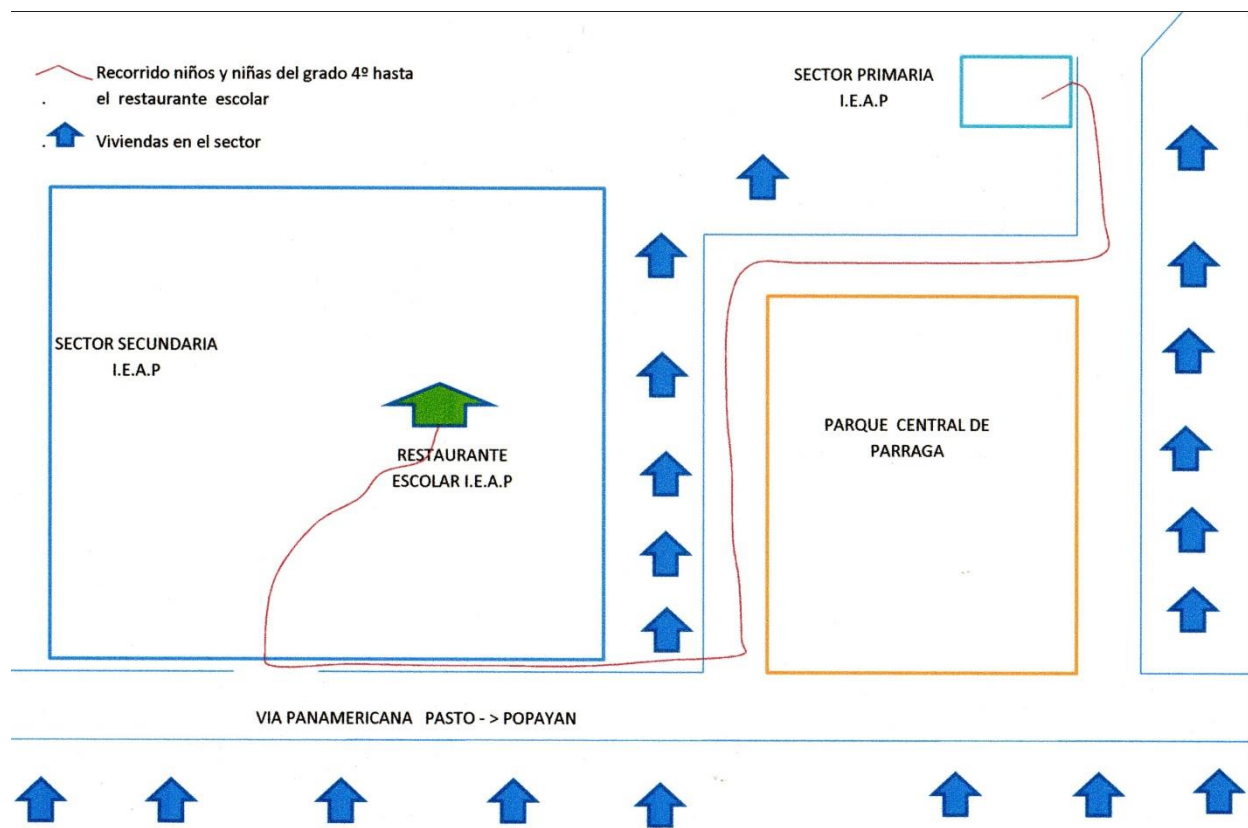 Recorrido niños y niñas del grado 4º hasta
. el restaurante escolar
. Viviendas en el sector
SECTOR PRIMARIA
I.E.A.P
SECTOR SECUNDARIA
I.E.A.P
RESTAURANTE
ESCOLAR I.E.A.P
PARQUE CENTRAL DE
PARRAGA
VIA PANAMERICANA PASTO - > POPAYAN